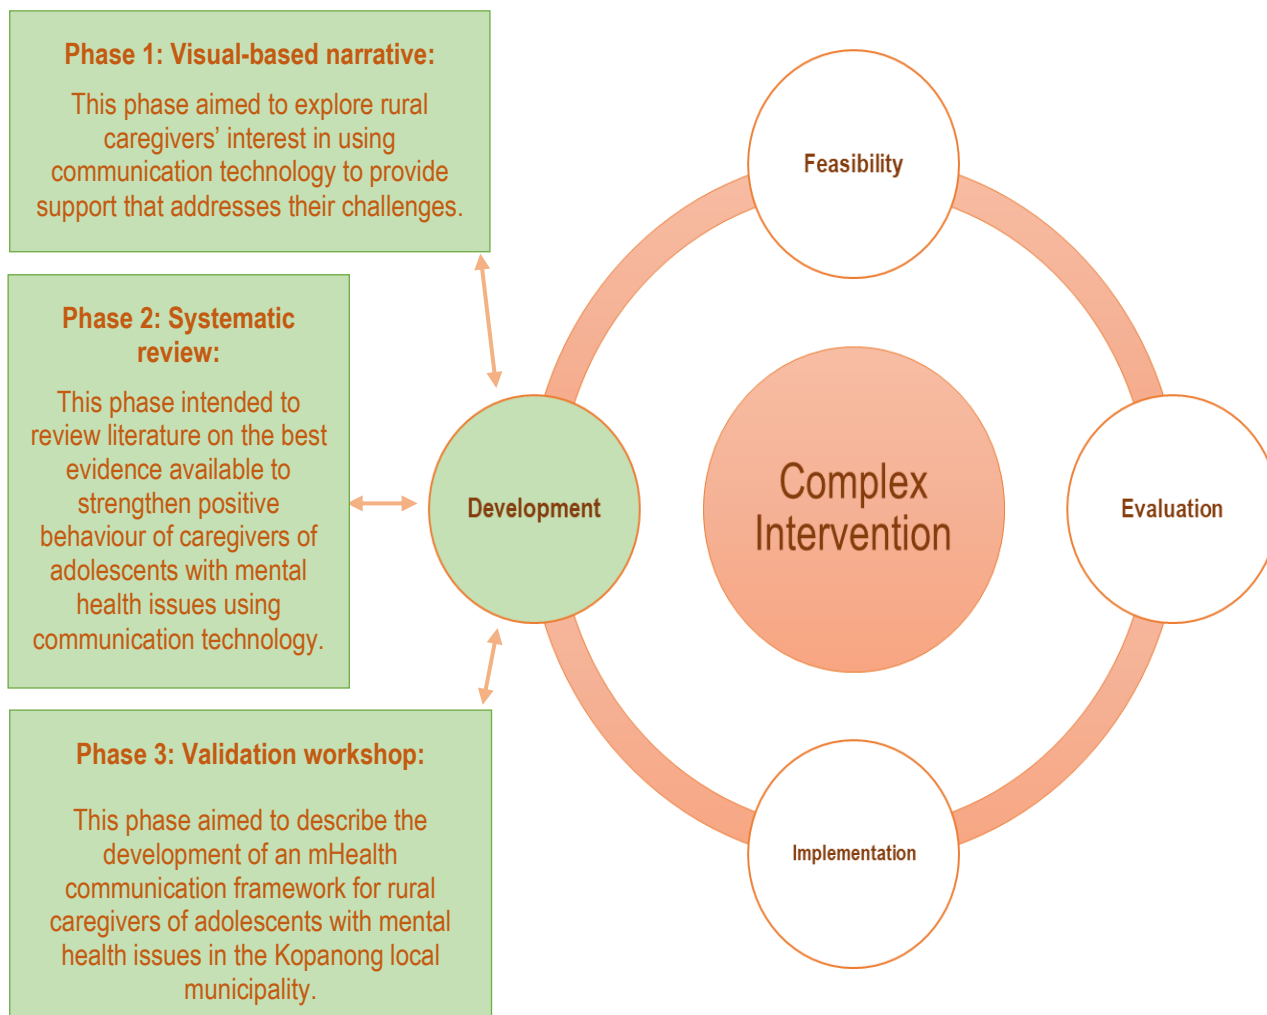 Phase 1: Visual-based narrative:
This phase aimed to explore rural
caregivers’ interest in using
communication technology to provide
support that addresses their challenges.
Phase 2: Systematic
review:
This phase intended to
review literature on the best
evidence available to
strengthen positive
behaviour of caregivers of
adolescents with mental
health issues using
communication technology.
Phase 3: Validation workshop:
This phase aimed to describe the
development of an mHealth
communication framework for rural
caregivers of adolescents with mental
health issues in the Kopanong local
municipality.
Feasibility
Development
Complex
Intervention
Evaluation
Implementation